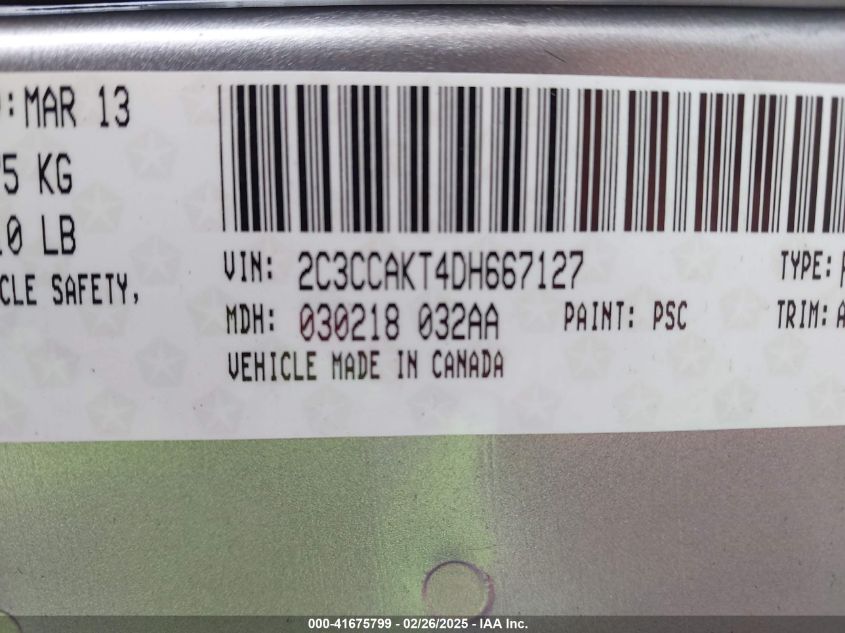 :MAR 13
5 KG
0 LB
CLE SAFETY,
VIN: 2C3CCAKT4DH667127
TYPE:
MDH: 030218 032AA
PAINT: PSC
TRIM: A
VEHICLE MADE IN CANADA
000-41675799 - 02/26/2025 - IAA Inc.